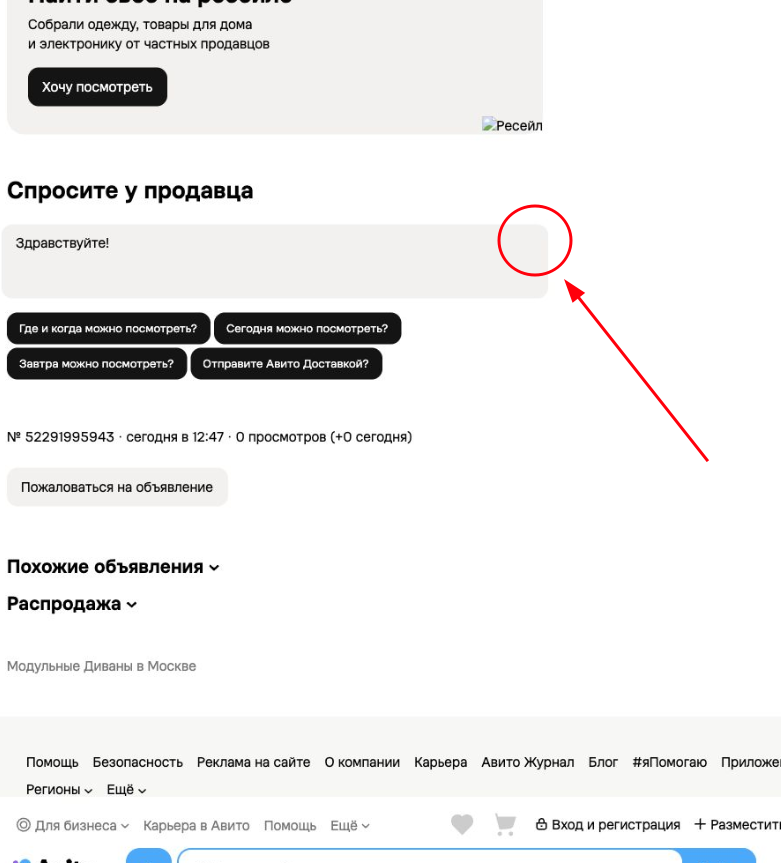 Собрали одежду, товары для дома
и электронику от частных продавцов
Хочу посмотреть
Ресейл
Спросите у продавца
Здравствуйте!
Где и когда можно посмотреть? Сегодня можно посмотреть?
Завтра можно посмотреть? Отправите Авито Доставкой?
№ 52291995943 · сегодня в 12:47 · 0 просмотров (+0 сегодня)
Пожаловаться на объявление
Похожие объявления
Распродажа
Модульные Диваны в Москве
Помощь Безопасность Реклама на сайте О компании Карьера Авито Журнал Блог #яПомогаю Приложе
Регионы Ещё
Для бизнеса Карьера в Авито Помощь Ещё Вход и регистрация + Разместить